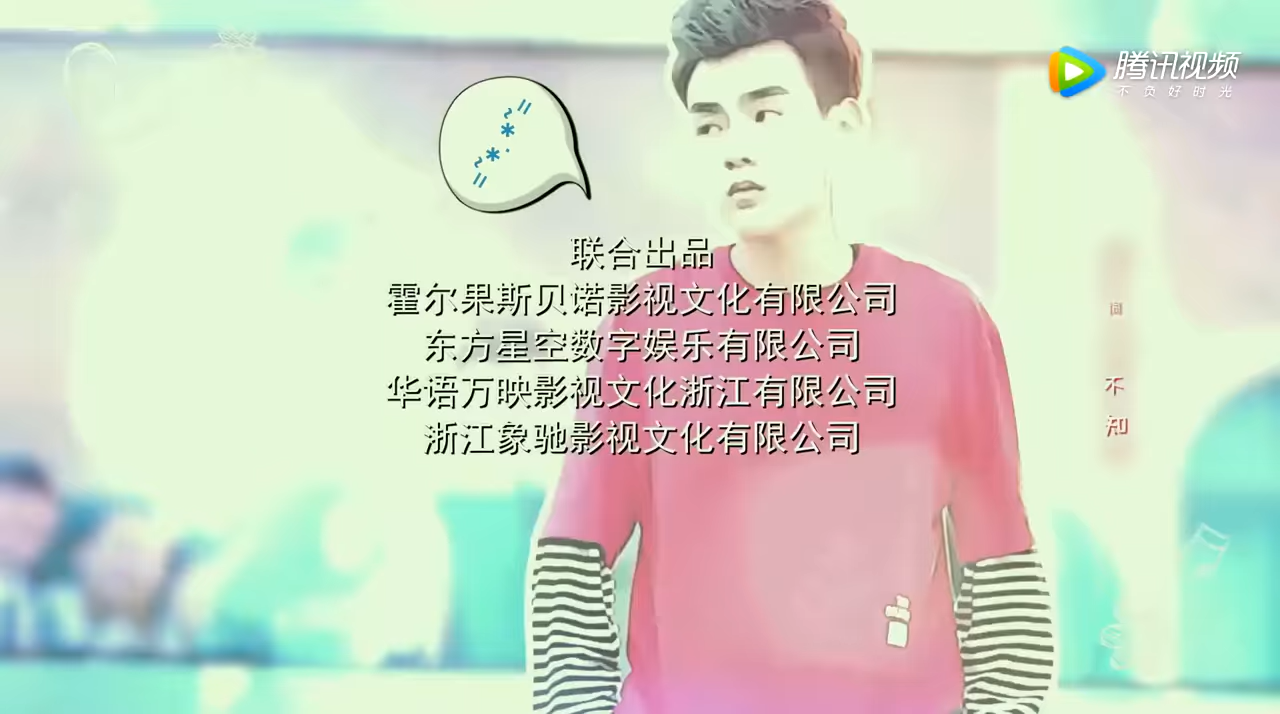 腾讯视频
不负好时光
联合出品
霍尔果斯贝诺影视文化有限公司
东方星空数字娱乐有限公司
华语万映影视文化浙江有限公司
浙江象驰影视文化有限公司
不
知